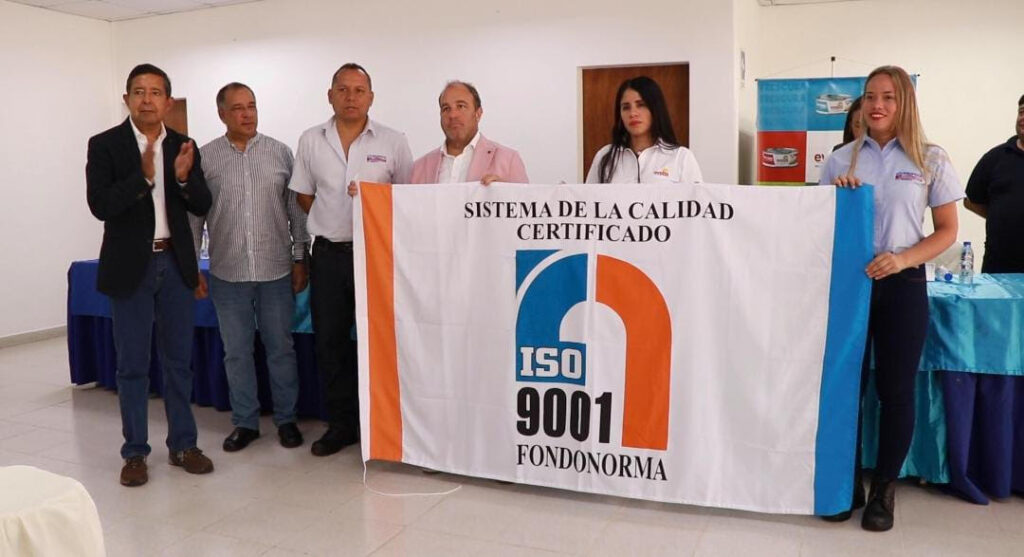 SISTEMA DE LA CALIDAD
CERTIFICADO
ISO
9001
FONDONORMA